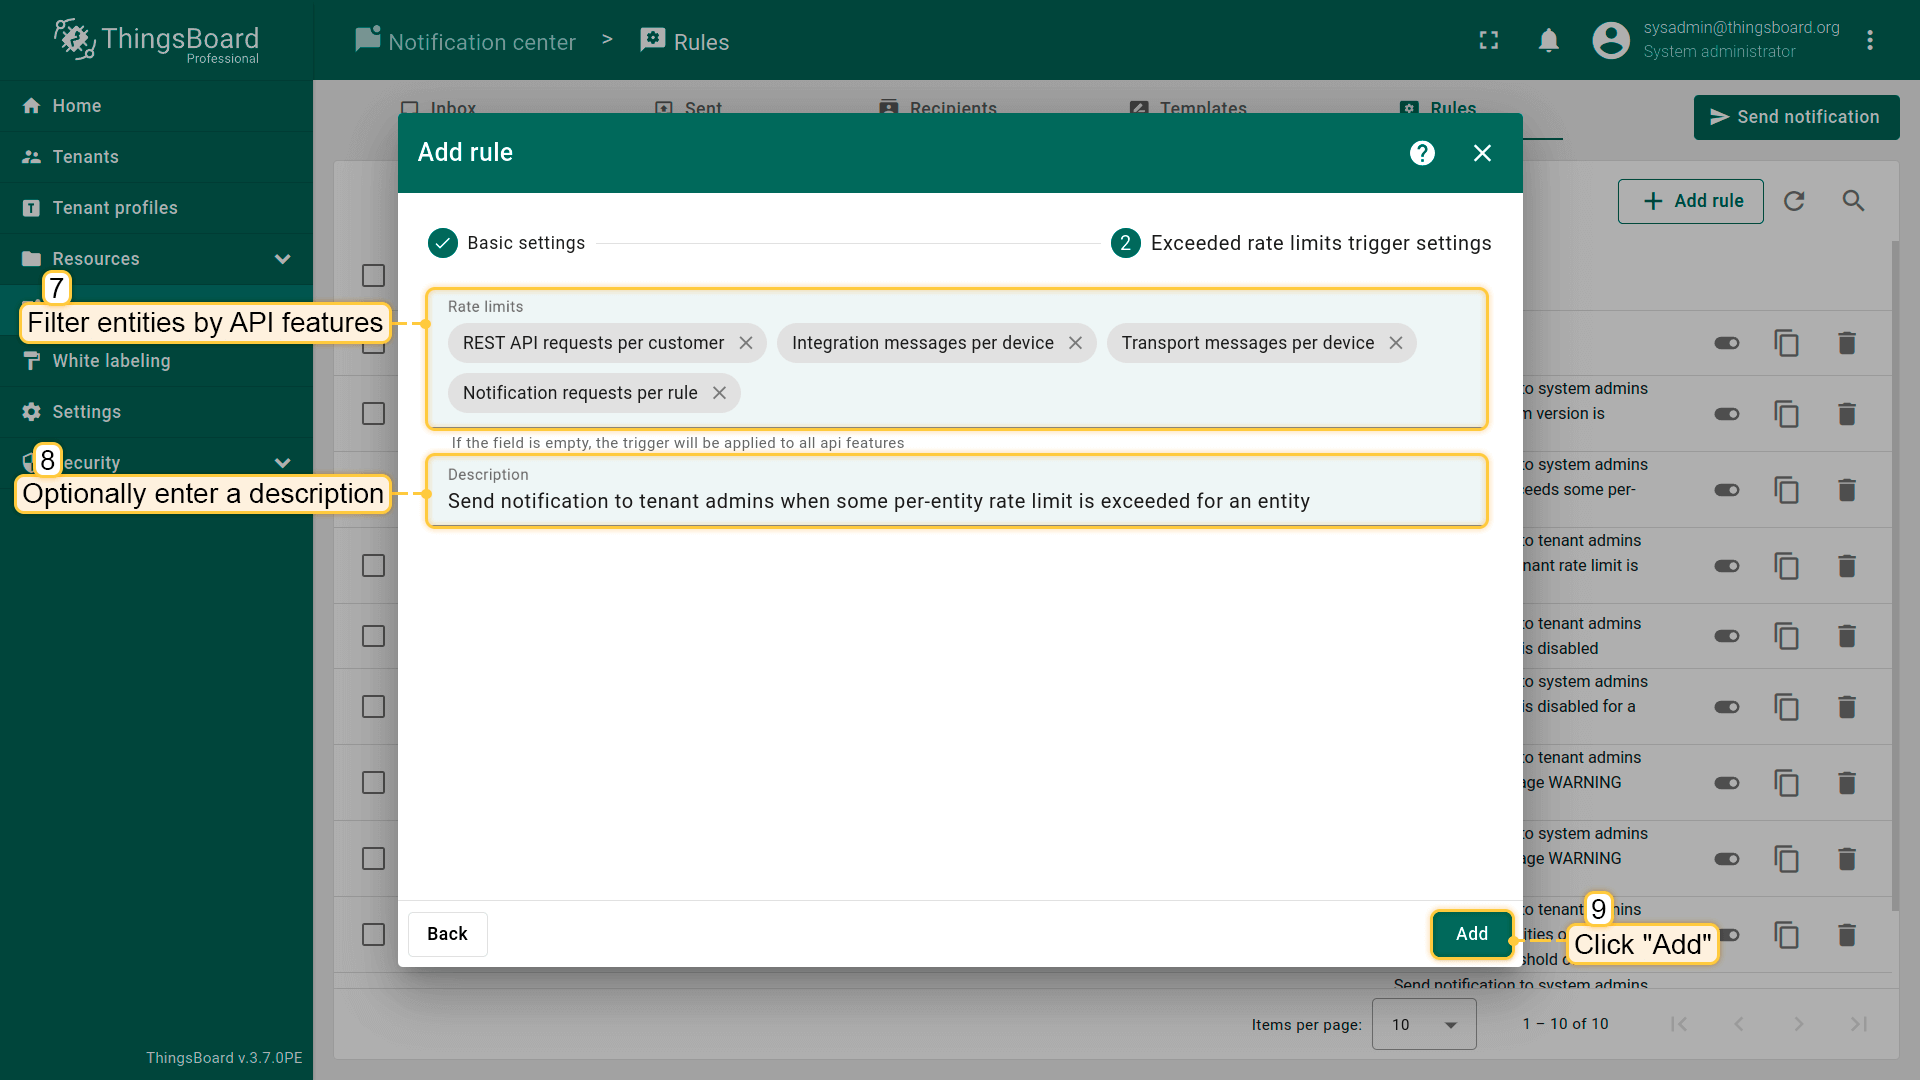 ThingsBoard
Professional
Notification center > Rules
sysadmin@thingsboard.org
System administrator
Home
Tenants
Tenant profiles
Resources
White labeling
Settings
ecurity
ThingsBoard v.3.7.0PE
Inbox
Sent
Recipients
Templates
Rules
Send notification
Add rule
Add rule
Basic settings
2 Exceeded rate limits trigger settings
7
Filter entities by API features
Rate limits
REST API requests per customer
Integration messages per device
Transport messages per device
Notification requests per rule
If the field is empty, the trigger will be applied to all api features
8
Optionally enter a description
Description
Send notification to tenant admins when some per-entity rate limit is exceeded for an entity
to system admins
version is
to system admins
eeds some per-
to tenant admins
nant rate limit is
to tenant admins
is disabled
to system admins
is disabled for a
to tenant admins
age WARNING
to system admins
age WARNING
to tenant
Send notification to system admins
Back
Add
9
Click "Add"
Items per page:
10
1 – 10 of 10